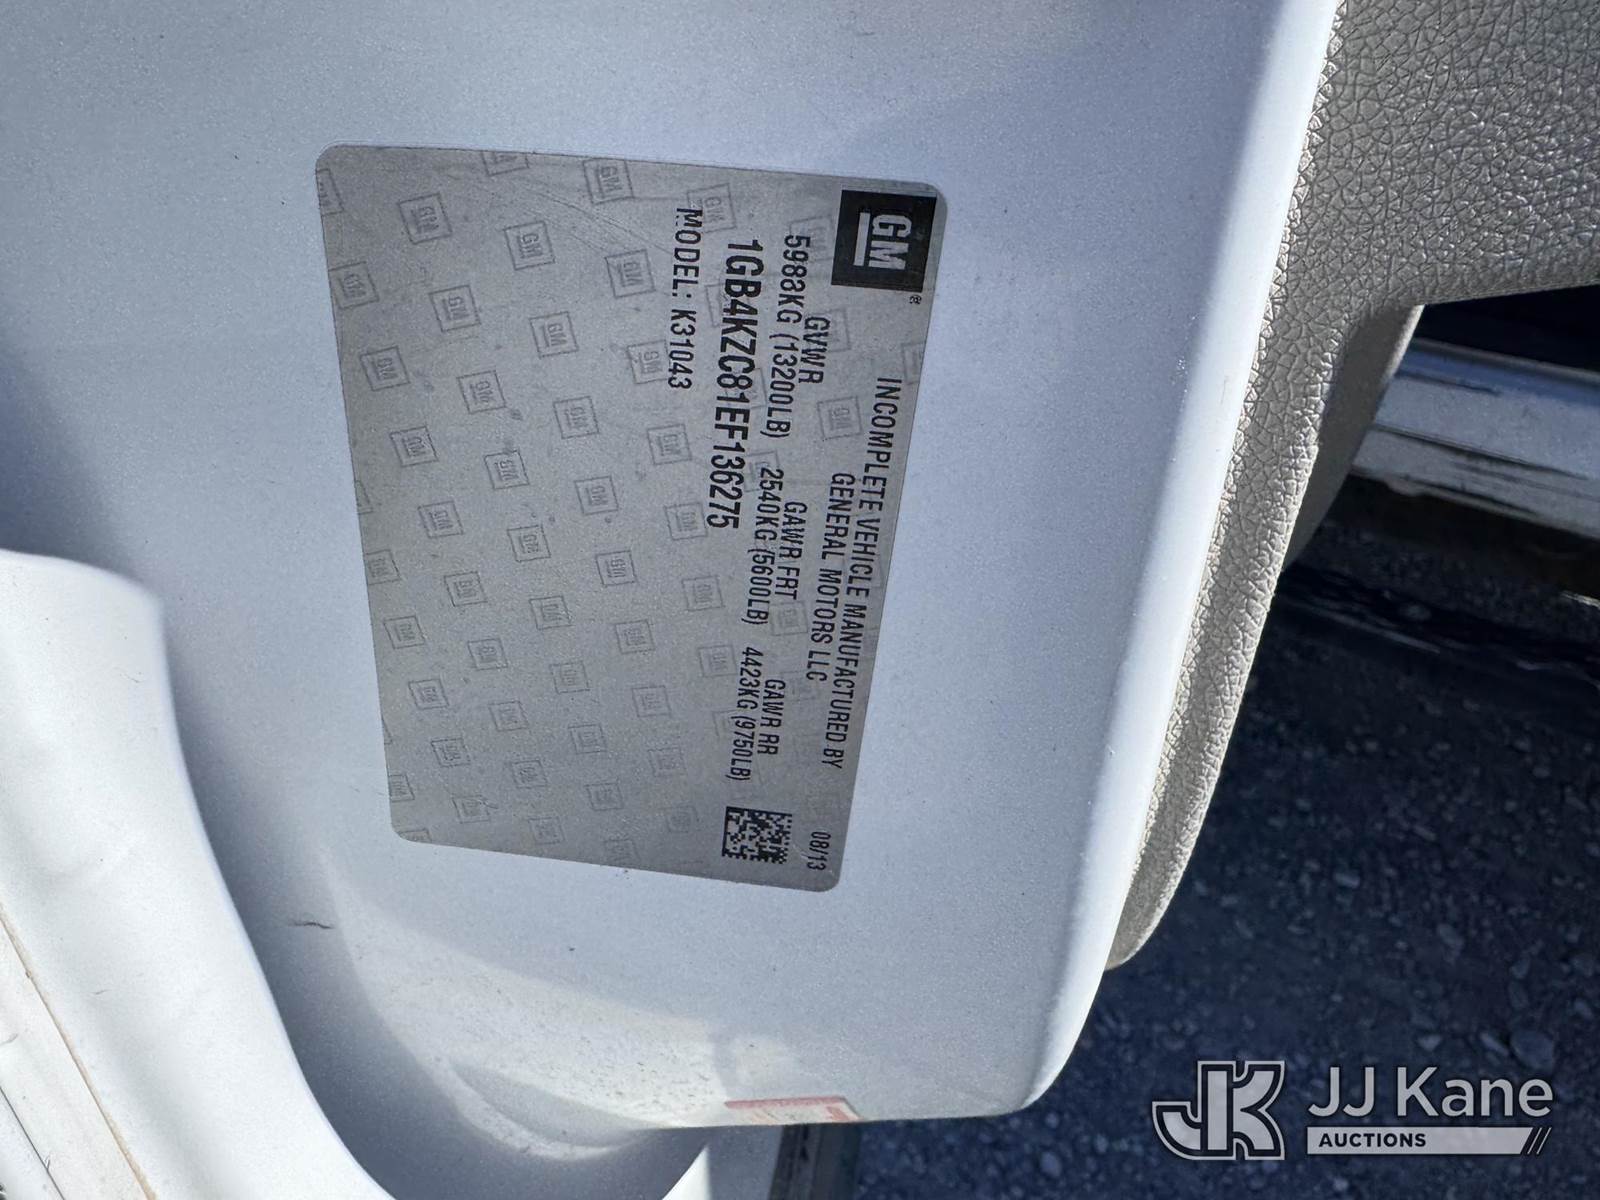 GM®
INCOMPLETE VEHICLE MANUFACTURED BY
GENERAL MOTORS LLC
08/13
GVWR GAWR FRT GAWR RR
5988KG (13200LB) 2540KG (5600LB) 4423KG (9750LB)
1GB4KZC81EF136275
MODEL: K31043
JK JJ Kane
AUCTIONS